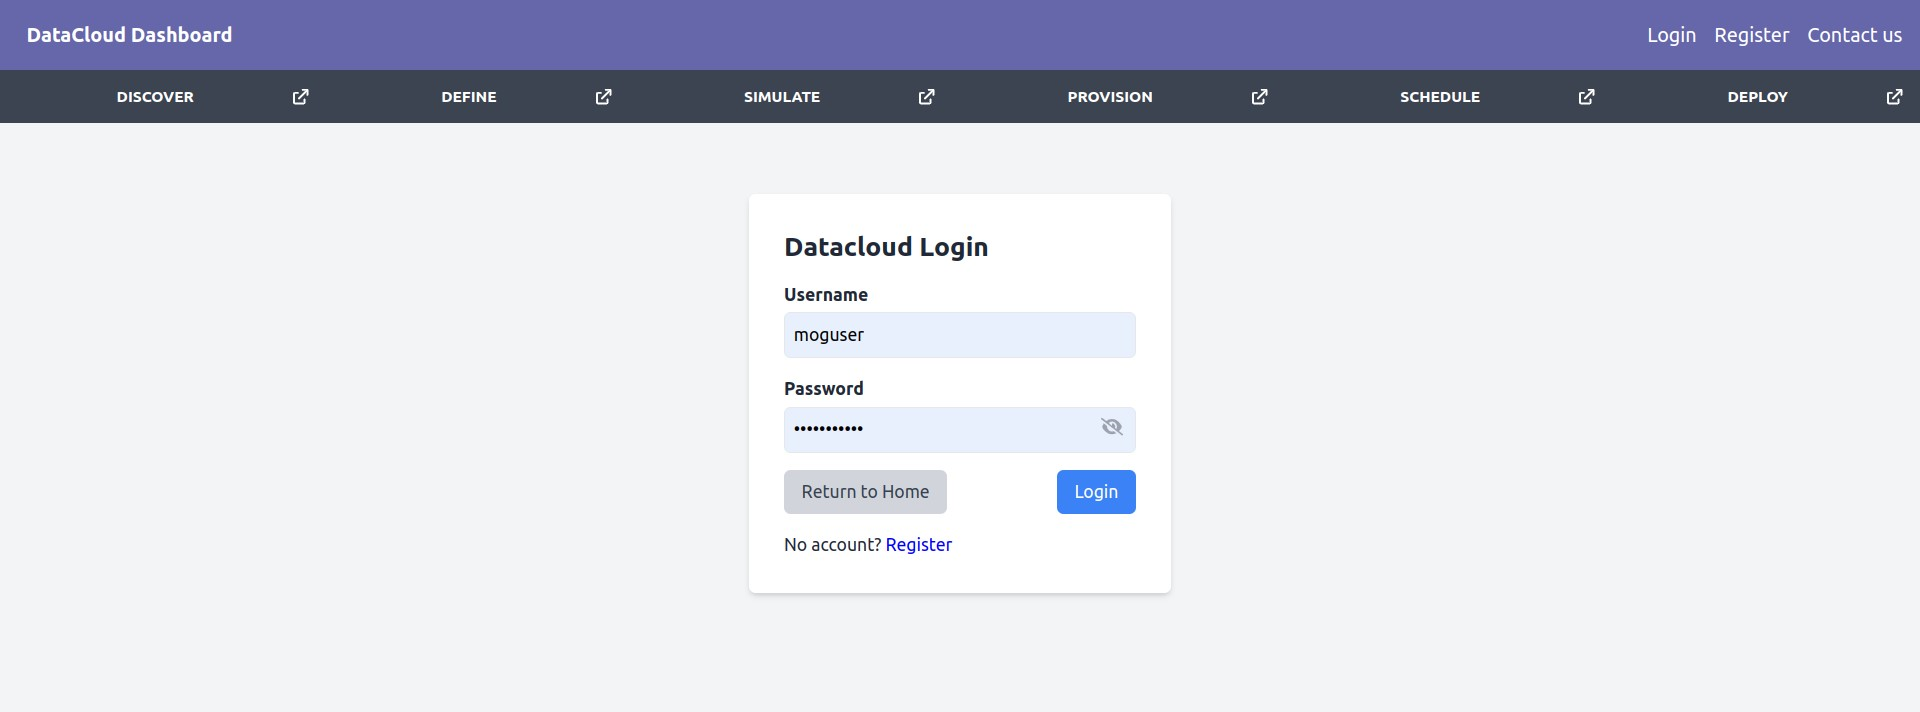 DataCloud Dashboard
Login Register Contact us
DISCOVER DEFINE SIMULATE PROVISION SCHEDULE DEPLOY
Datacloud Login
Username
moguser
Password
•••••••••••
Return to Home Login
No account? Register